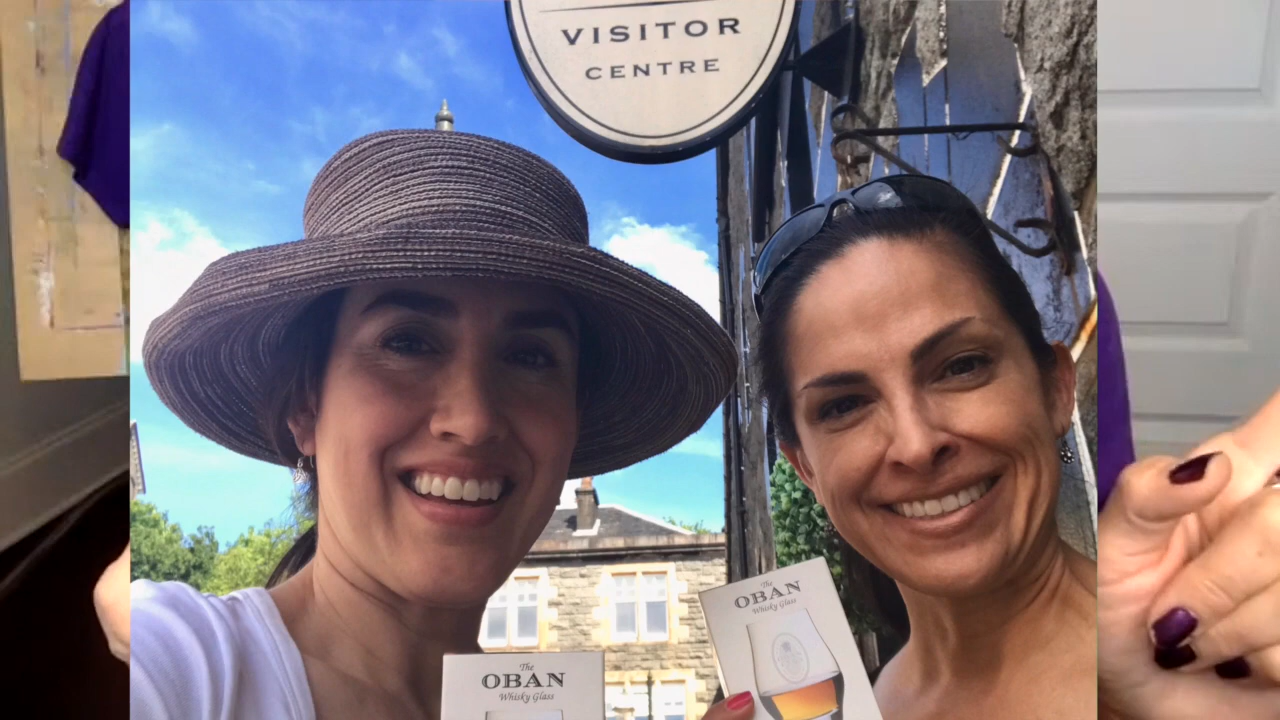 VISITOR
CENTRE
The
OBAN
Whisky Glass
The
OBAN
Whisky Glass